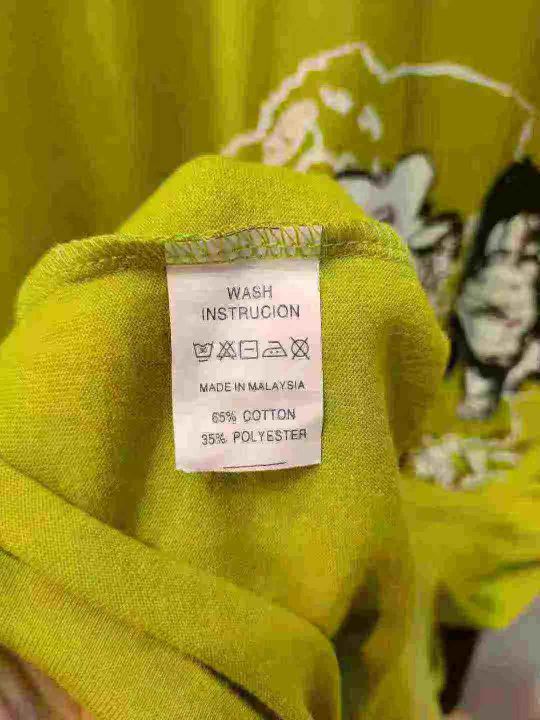 WASH
INSTRUCION
MADE IN MALAYSIA
65% COTTON
35% POLYESTER